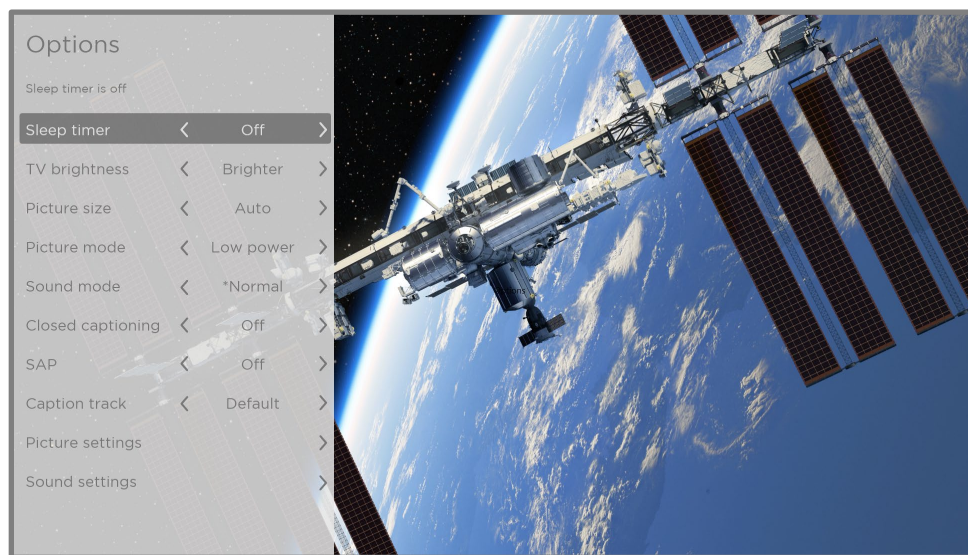 Options
Sleep timer is off
Sleep timer Off
TV brightness Brighter
Picture size Auto
Picture mode Low power
Sound mode *Normal
Closed captioning Off
SAP Off
Caption track Default
Picture settings
Sound settings